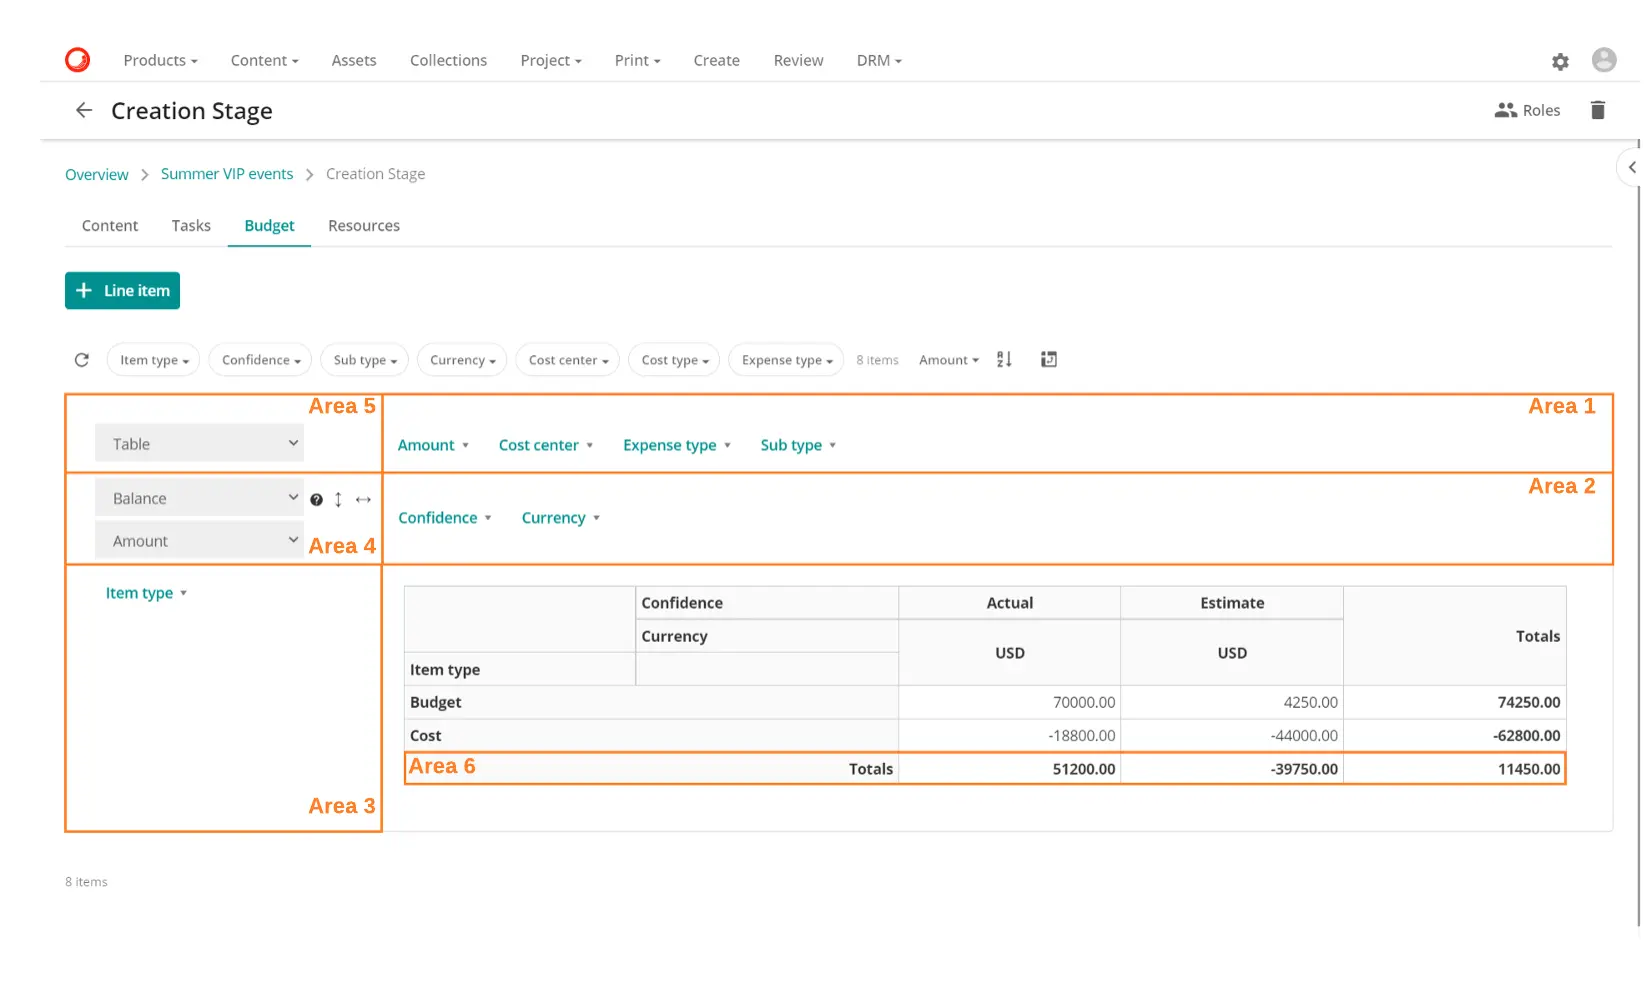 Products Content Assets Collections Project Print Create Review DRM
Creation Stage Roles
Overview Summer VIP events Creation Stage
Content Tasks Budget Resources
+ Line item
Item type Confidence Sub type Currency Cost center Cost type Expense type 8 items Amount
Area 5 Area 1
Table Amount Cost center Expense type Sub type
Area 2
Balance
Confidence Currency
Amount Area 4
Item type
Confidence Actual Estimate
Currency Totals
USD USD
Item type
Budget 70000.00 4250.00 74250.00
Cost -18800.00 -44000.00 -62800.00
Area 6 Totals 51200.00 -39750.00 11450.00
Area 3
8 items